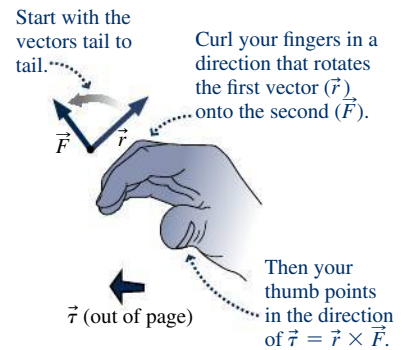 Start with the
vectors tail to
tail.
Curl your fingers in a
direction that rotates
the first vector (r⃗)
onto the second (F⃗).
F⃗
r⃗
τ⃗ (out of page)
Then your
thumb points
in the direction
of τ⃗ = r⃗ × F⃗.